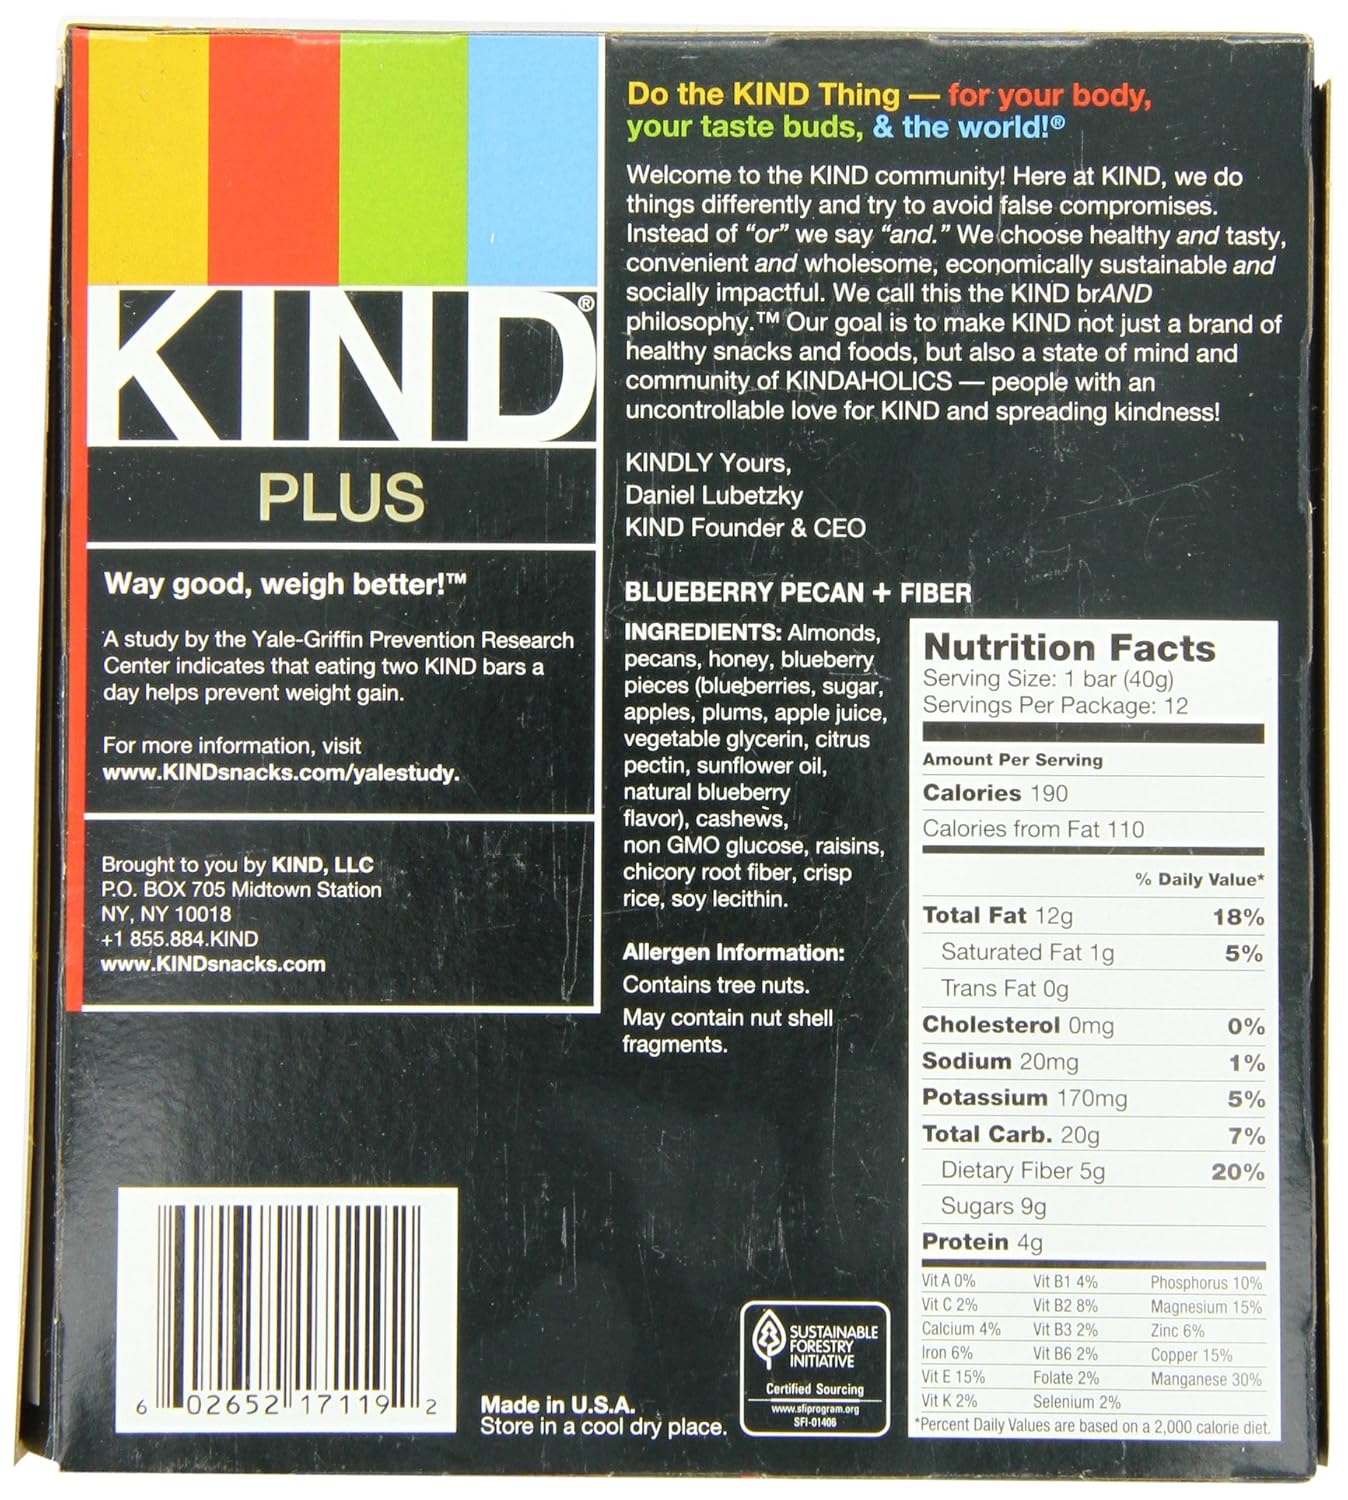 KIND®
PLUS
Way good, weigh better!™
A study by the Yale-Griffin Prevention Research
Center indicates that eating two KIND bars a
day helps prevent weight gain.
For more information, visit
www.KINDsnacks.com/yalestudy.
Brought to you by KIND, LLC
P.O. BOX 705 Midtown Station
NY, NY 10018
+1 855.884.KIND
www.KINDsnacks.com
6 02652 17119 2
Do the KIND Thing — for your body,
your taste buds, & the world!®
Welcome to the KIND community! Here at KIND, we do
things differently and try to avoid false compromises.
Instead of "or" we say "and." We choose healthy and tasty,
convenient and wholesome, economically sustainable and
socially impactful. We call this the KIND brAND
philosophy.™ Our goal is to make KIND not just a brand of
healthy snacks and foods, but also a state of mind and
community of KINDAHOLICS — people with an
uncontrollable love for KIND and spreading kindness!
KINDLY Yours,
Daniel Lubetzky
KIND Founder & CEO
BLUEBERRY PECAN + FIBER
INGREDIENTS: Almonds,
pecans, honey, blueberry
pieces (blueberries, sugar,
apples, plums, apple juice,
vegetable glycerin, citrus
pectin, sunflower oil,
natural blueberry
flavor), cashews,
non GMO glucose, raisins,
chicory root fiber, crisp
rice, soy lecithin.
Allergen Information:
Contains tree nuts.
May contain nut shell
fragments.
Made in U.S.A.
Store in a cool dry place.
SUSTAINABLE
FORESTRY
INITIATIVE
Certified Sourcing
www.sfiprogram.org
SFI-01406
Nutrition Facts
Serving Size: 1 bar (40g)
Servings Per Package: 12
Amount Per Serving
Calories 190
Calories from Fat 110
% Daily Value*
Total Fat 12g 18%
Saturated Fat 1g 5%
Trans Fat 0g
Cholesterol 0mg 0%
Sodium 20mg 1%
Potassium 170mg 5%
Total Carb. 20g 7%
Dietary Fiber 5g 20%
Sugars 9g
Protein 4g
Vit A 0% Vit B1 4% Phosphorus 10%
Vit C 2% Vit B2 8% Magnesium 15%
Calcium 4% Vit B3 2% Zinc 6%
Iron 6% Vit B6 2% Copper 15%
Vit E 15% Folate 2% Manganese 30%
Vit K 2% Selenium 2%
*Percent Daily Values are based on a 2,000 calorie diet.